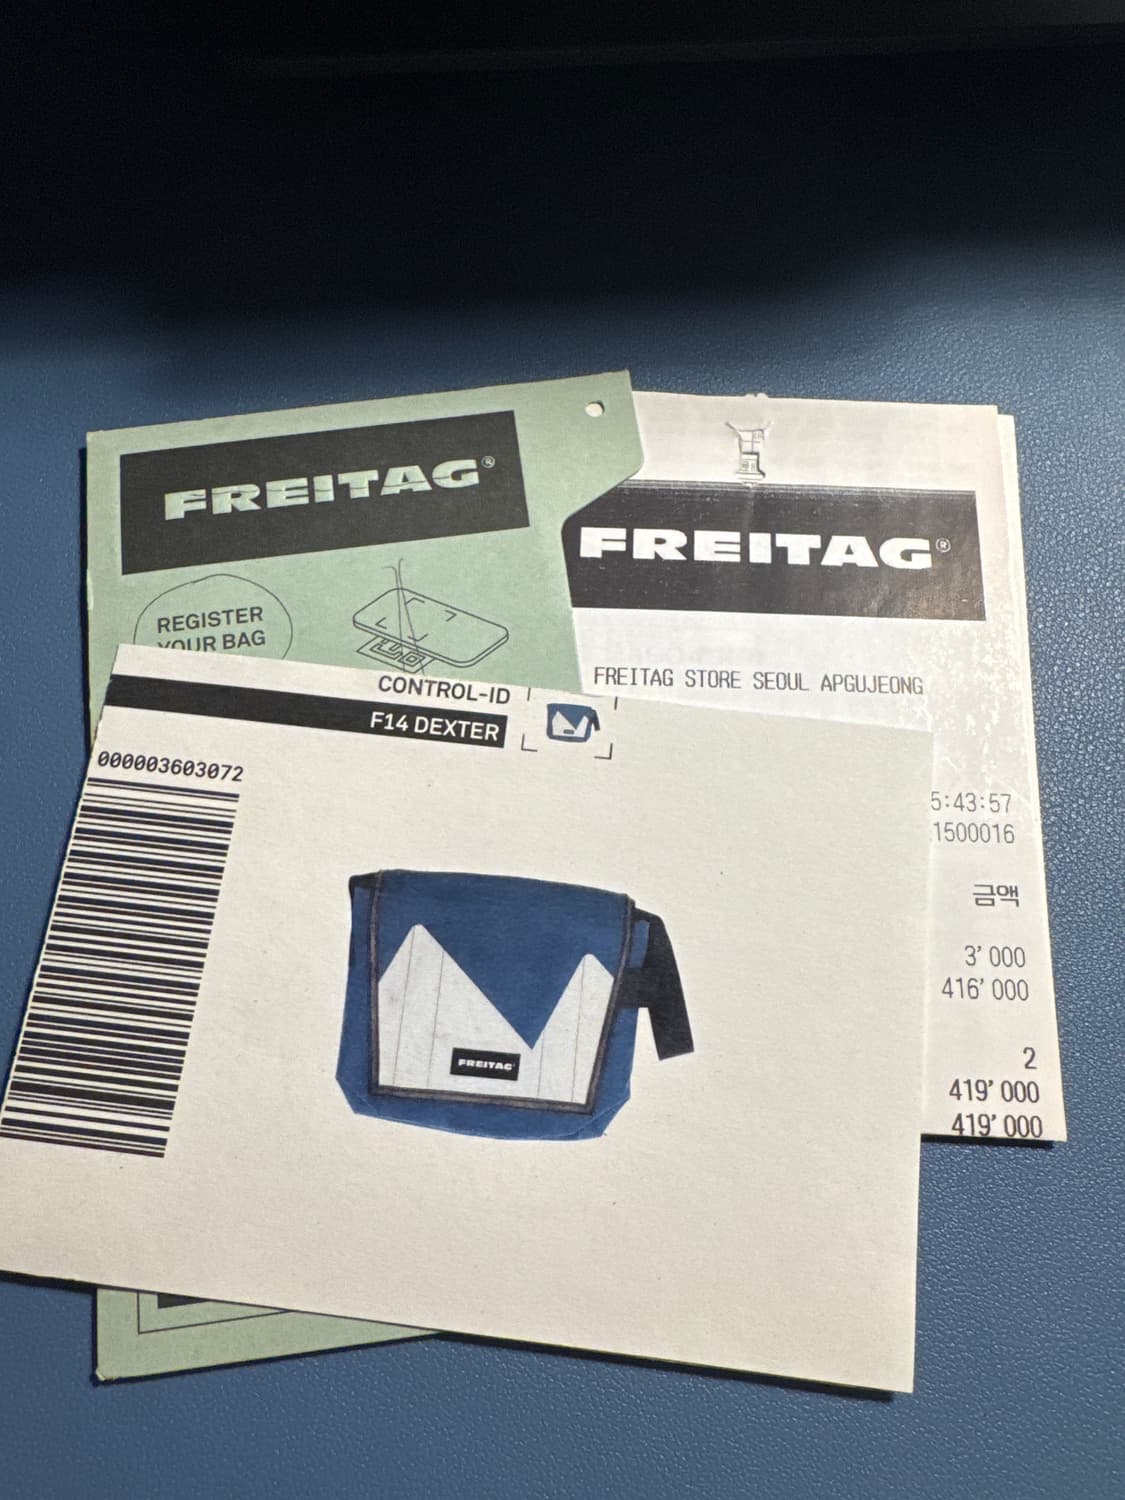 FREITAG®
REGISTER
YOUR BAG
FREITAG®
FREITAG STORE SEOUL APGUJEONG
5:43:57
1500016
금액
3'000
416'000
2
419'000
419'000
CONTROL-ID
F14 DEXTER
000003603072
FREITAG